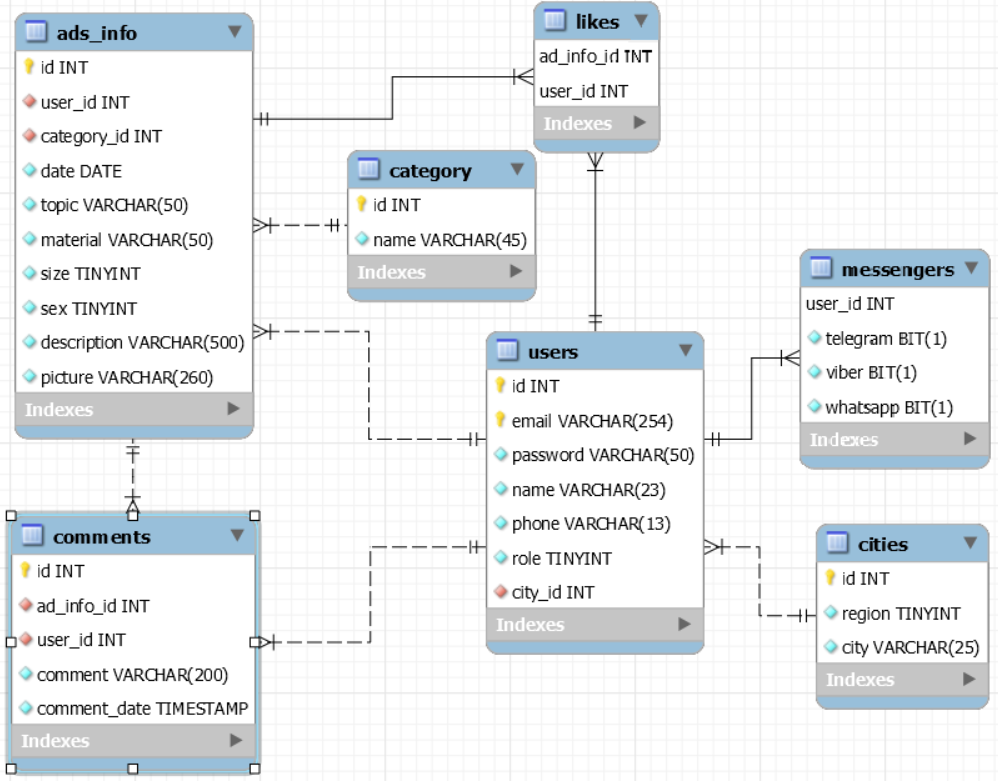 ads_info
id INT
user_id INT
category_id INT
date DATE
topic VARCHAR(50)
material VARCHAR(50)
size TINYINT
sex TINYINT
description VARCHAR(500)
picture VARCHAR(260)
Indexes
likes
ad_info_id INT
user_id INT
Indexes
category
id INT
name VARCHAR(45)
Indexes
messengers
user_id INT
telegram BIT(1)
viber BIT(1)
whatsapp BIT(1)
Indexes
users
id INT
email VARCHAR(254)
password VARCHAR(50)
name VARCHAR(23)
phone VARCHAR(13)
role TINYINT
city_id INT
Indexes
comments
id INT
ad_info_id INT
user_id INT
comment VARCHAR(200)
comment_date TIMESTAMP
Indexes
cities
id INT
region TINYINT
city VARCHAR(25)
Indexes